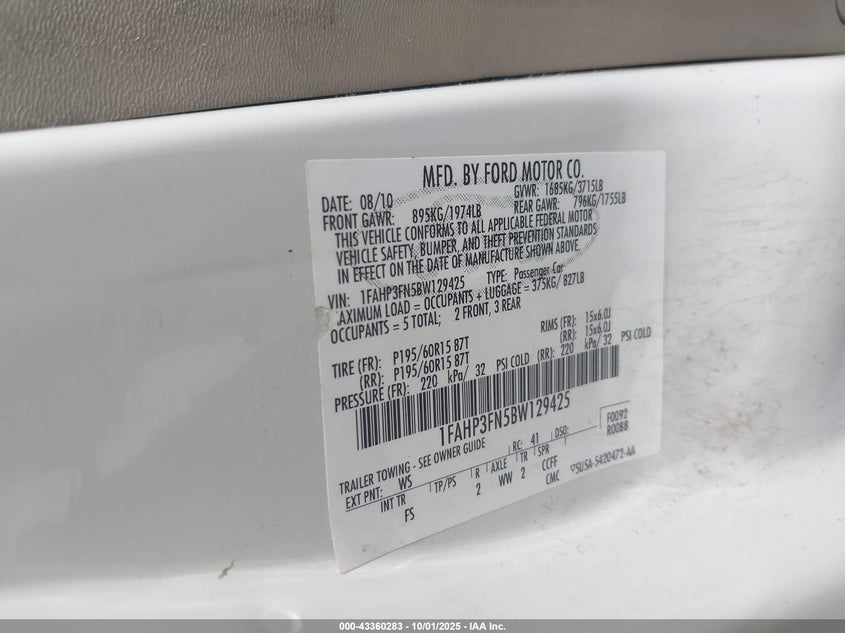 MFD. BY FORD MOTOR CO.
DATE: 08/10 GVWR: 1685KG/3715LB
FRONT GAWR: 895KG/1974LB REAR GAWR: 796KG/1755LB
THIS VEHICLE CONFORMS TO ALL APPLICABLE FEDERAL MOTOR
VEHICLE SAFETY, BUMPER, AND THEFT PREVENTION STANDARDS
IN EFFECT ON THE DATE OF MANUFACTURE SHOWN ABOVE.
VIN: 1FAHP3FN5BW129425 TYPE: Passenger Car
AXIMUM LOAD = OCCUPANTS + LUGGAGE = 375KG/ 827LB
OCCUPANTS = 5 TOTAL; 2 FRONT, 3 REAR
TIRE (FR): P195/60R15 87T RIMS (FR): 15x6.0J
(RR): P195/60R15 87T (RR): 15x6.0J
PRESSURE (FR): 220 kPa/ 32 PSI COLD (RR): 220 kPa/ 32 PSI COLD
1FAHP3FN5BW129425
F0092
R0088
TRAILER TOWING - SEE OWNER GUIDE RC: 41 DSO:
EXT PNT: WS TP/PS R AXLE TR SPR
INT TR 2 WW 2 CCFF
FS CMC 5U5A-5420472-AA
000-43360283 - 10/01/2025 - IAA Inc.